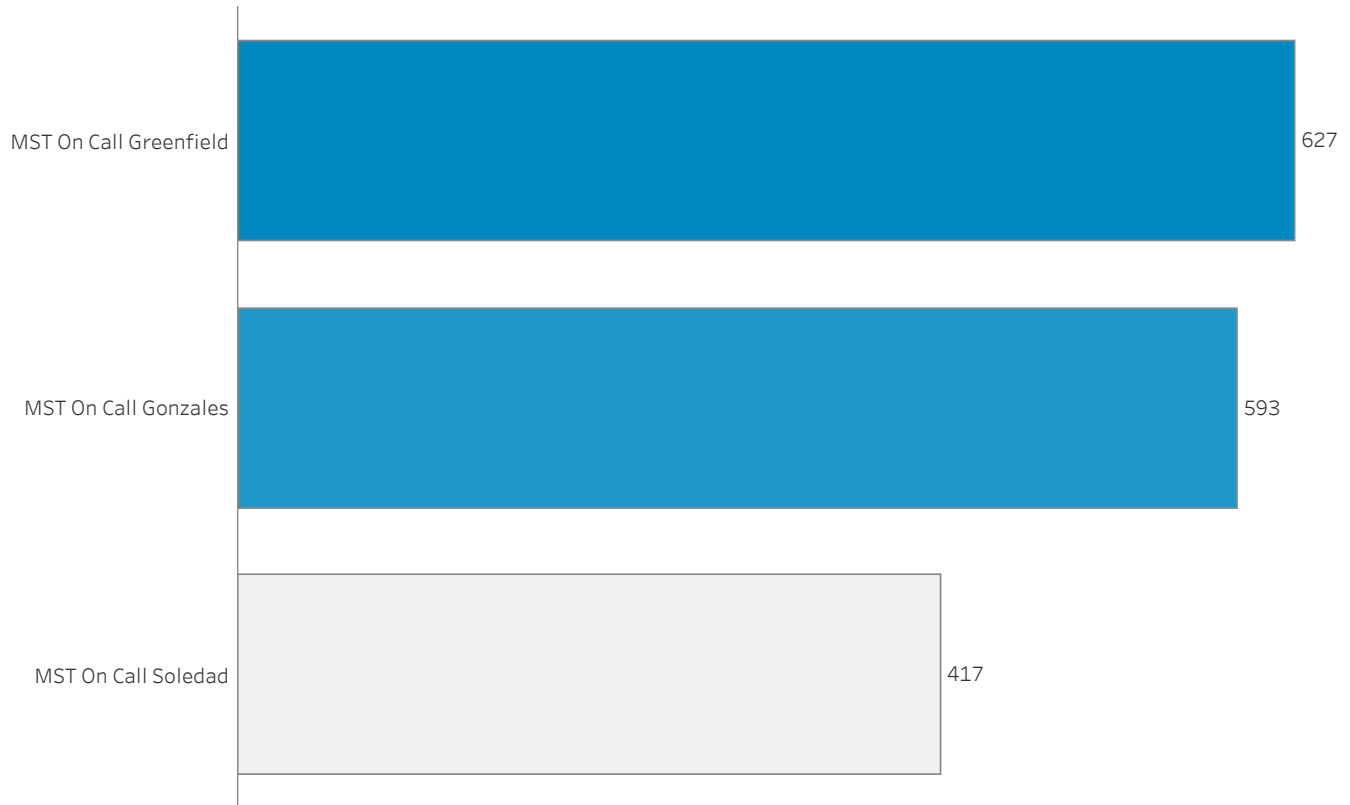 MST On Call Greenfield
627
MST On Call Gonzales
593
MST On Call Soledad
417